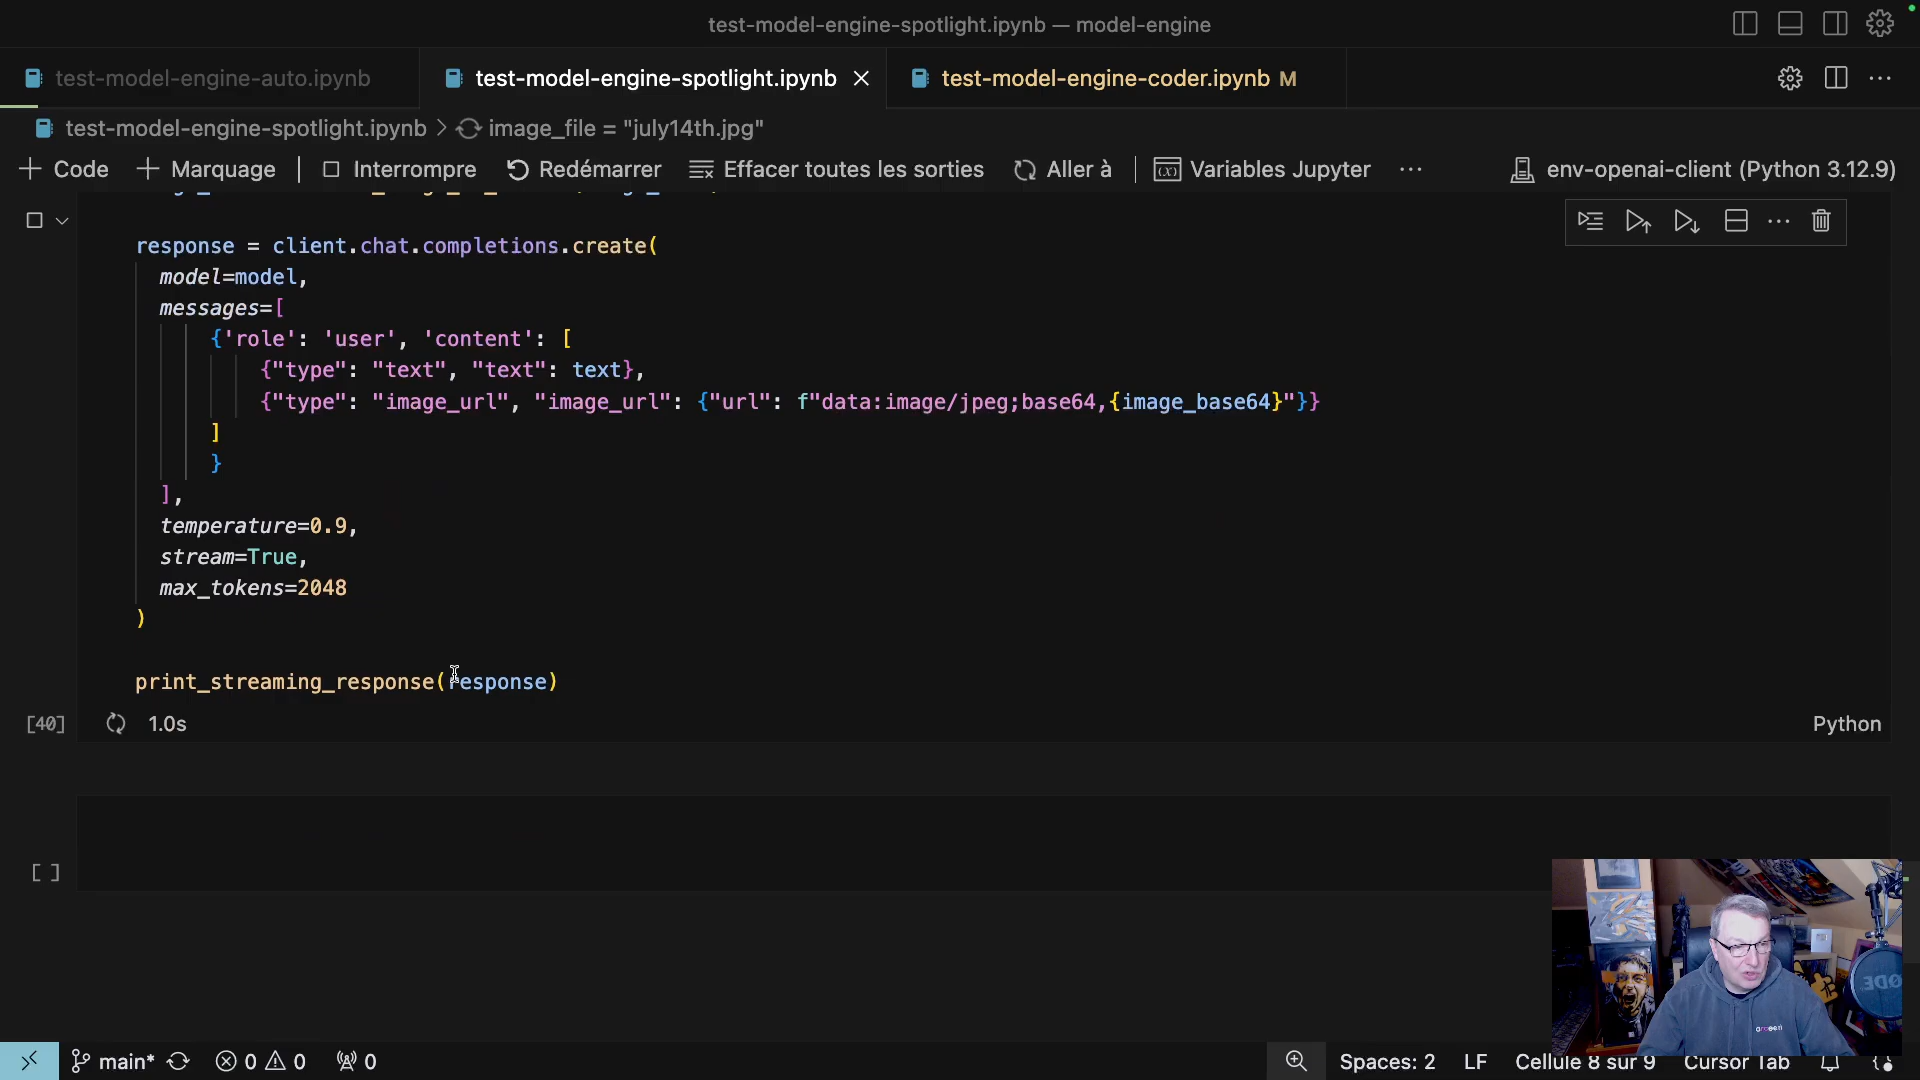 test-model-engine-spotlight.ipynb — model-engine
test-model-engine-auto.ipynb
test-model-engine-spotlight.ipynb
test-model-engine-coder.ipynb M
test-model-engine-spotlight.ipynb > image_file = "july14th.jpg"
+ Code + Marquage | Interrompre Redémarrer Effacer toutes les sorties Aller à | Variables Jupyter ... env-openai-client (Python 3.12.9)
response = client.chat.completions.create(
model=model,
messages=[
{'role': 'user', 'content': [
{"type": "text", "text": text},
{"type": "image_url", "image_url": {"url": f"data:image/jpeg;base64,{image_base64}"}}
]
}
],
temperature=0.9,
stream=True,
max_tokens=2048
)
print_streaming_response(response)
[40] 1.0s Python
[ ]
arceen
main* 0 0 0 Spaces: 2 LF Cellule 8 sur 9 Cursor Tab